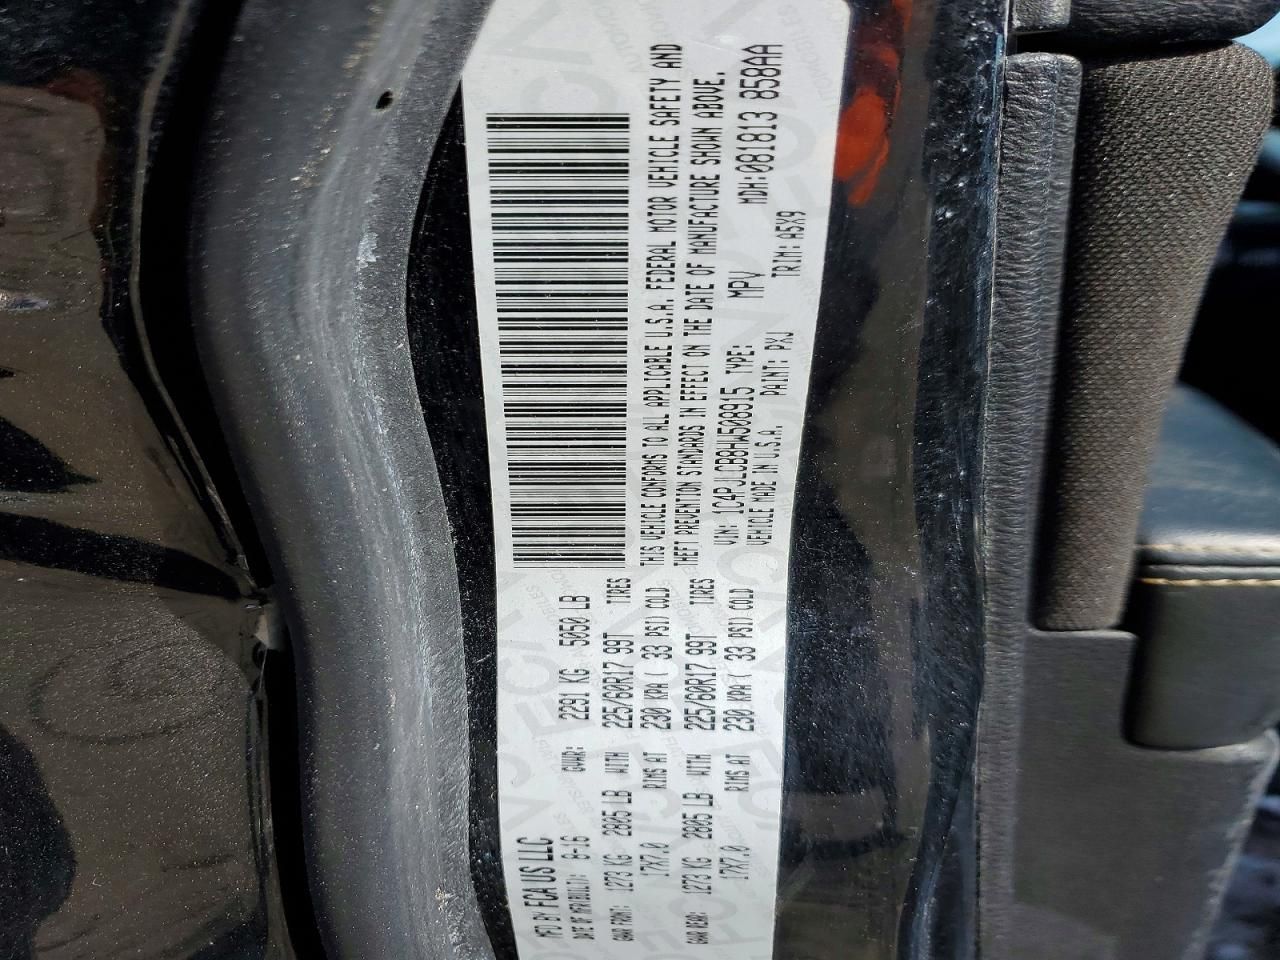 MFD BY FCA US LLC
DATE OF MFR(BUILT): 8-16 GVWR: 2291 KG 5050 LB
GAWR FRONT: 1273 KG 2805 LB WITH 225/60R17 99T TIRES
17X7.0 RIMS AT 230 KPA ( 33 PSI) COLD
GAWR REAR: 1273 KG 2805 LB WITH 225/60R17 99T TIRES
17X7.0 RIMS AT 230 KPA ( 33 PSI) COLD
THIS VEHICLE CONFORMS TO ALL APPLICABLE U.S.A. FEDERAL MOTOR VEHICLE SAFETY AND
THEFT PREVENTION STANDARDS IN EFFECT ON THE DATE OF MANUFACTURE SHOWN ABOVE.
VIN: 1C4PJLCB8HW508915 TYPE: MPV MDH:081813 858AA
VEHICLE MADE IN U.S.A. PAINT: PXJ TRIM: A5X9